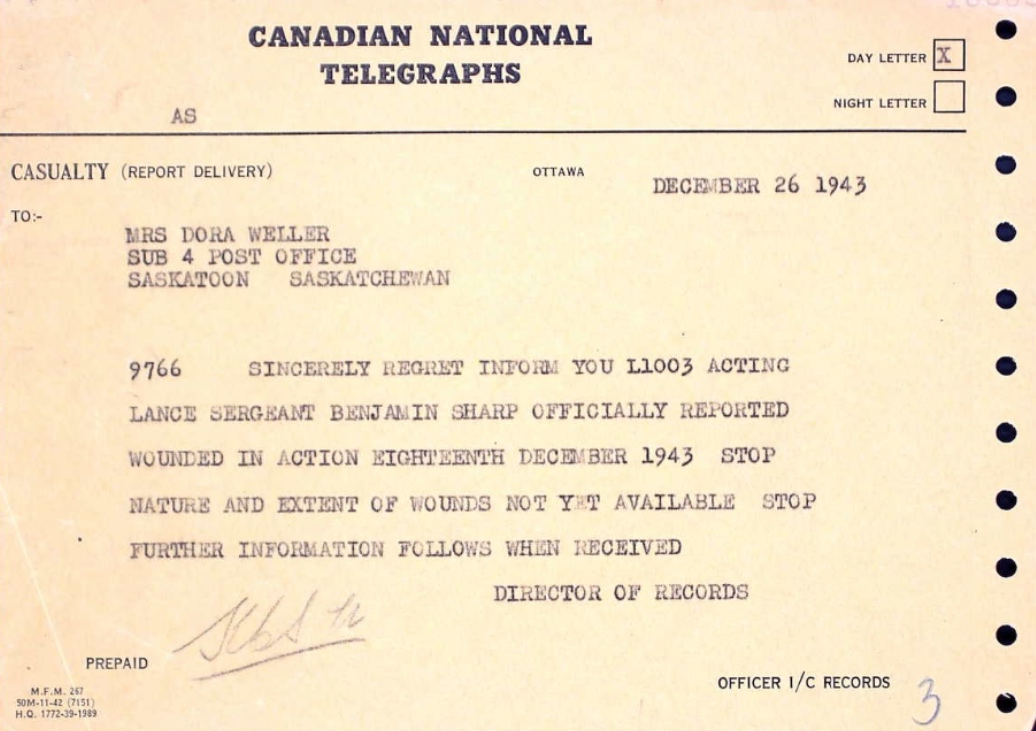 CANADIAN NATIONAL
TELEGRAPHS
DAY LETTER X
NIGHT LETTER
AS
CASUALTY (REPORT DELIVERY) OTTAWA DECEMBER 26 1943
TO:-
MRS DORA WELLER
SUB 4 POST OFFICE
SASKATOON SASKATCHEWAN
9766 SINCERELY REGRET INFORM YOU L1003 ACTING
LANCE SERGEANT BENJAMIN SHARP OFFICIALLY REPORTED
WOUNDED IN ACTION EIGHTEENTH DECEMBER 1943 STOP
NATURE AND EXTENT OF WOUNDS NOT YET AVAILABLE STOP
FURTHER INFORMATION FOLLOWS WHEN RECEIVED
DIRECTOR OF RECORDS
PREPAID
OFFICER I/C RECORDS
3
M.F.M. 267
50M-11-42 (7151)
H.Q. 1772-39-1989